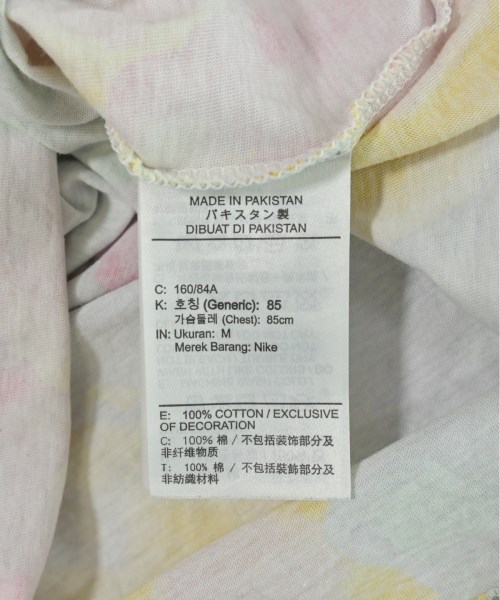 MADE IN PAKISTAN
パキスタン製
DIBUAT DI PAKISTAN
C: 160/84A
K: 호칭 (Generic): 85
가슴둘레 (Chest): 85cm
IN: Ukuran: M
Merek Barang: Nike
E: 100% COTTON / EXCLUSIVE
OF DECORATION
C: 100% 棉 / 不包括装饰部分及
非纤维物质
T: 100% 棉 / 不包括裝飾部分及
非紡織材料